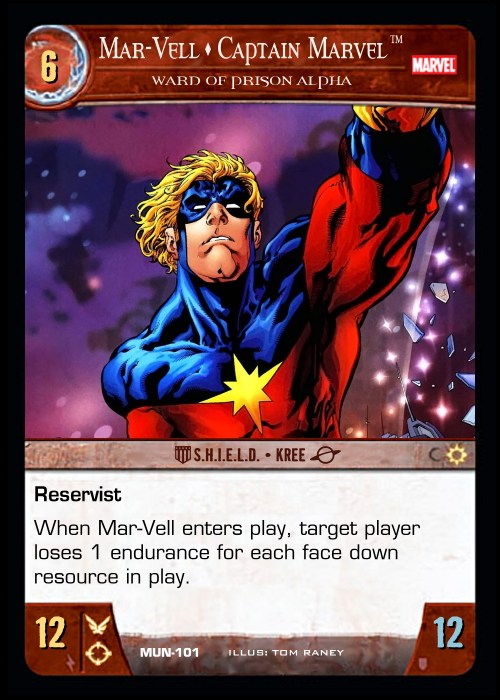 6
MAR-VELL ♦ CAPTAIN MARVEL™
WARD OF PRISON ALPHA
MARVEL
S.H.I.E.L.D. • KREE
C
Reservist
When Mar-Vell enters play, target player
loses 1 endurance for each face down
resource in play.
12
MUN-101 ILLUS: TOM RANEY
12